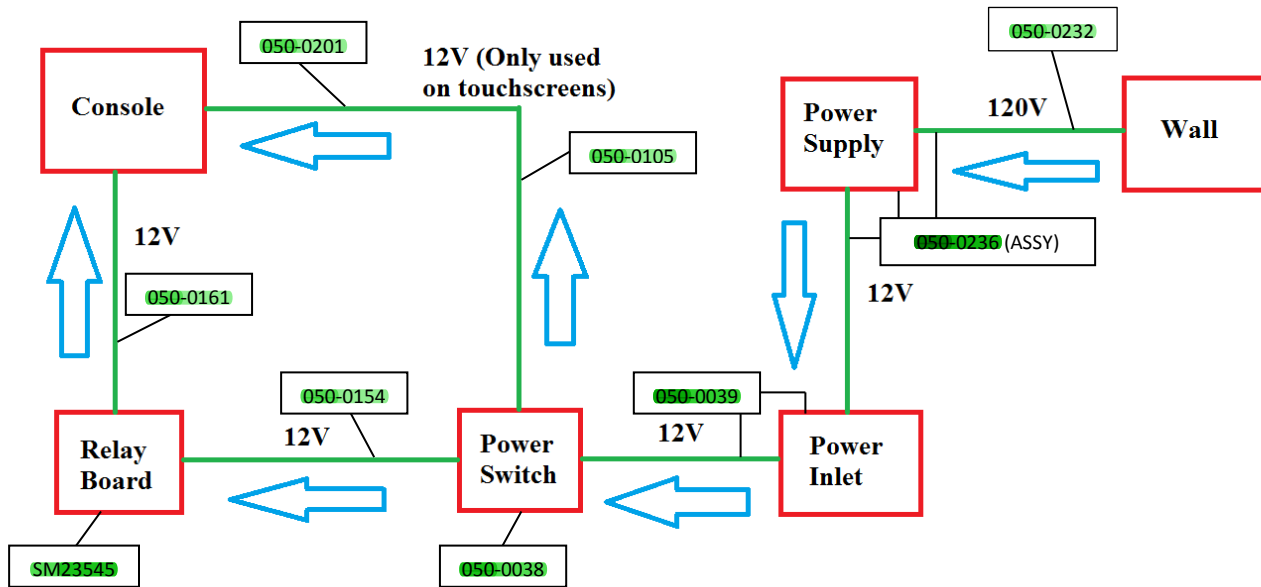 050-0201
050-0232
12V (Only used
on touchscreens)
Console
Power
Supply
120V
Wall
050-0105
12V
050-0236 (ASSY)
050-0161
12V
050-0154
050-0039
12V
12V
Relay
Board
Power
Switch
Power
Inlet
SM23545
050-0038